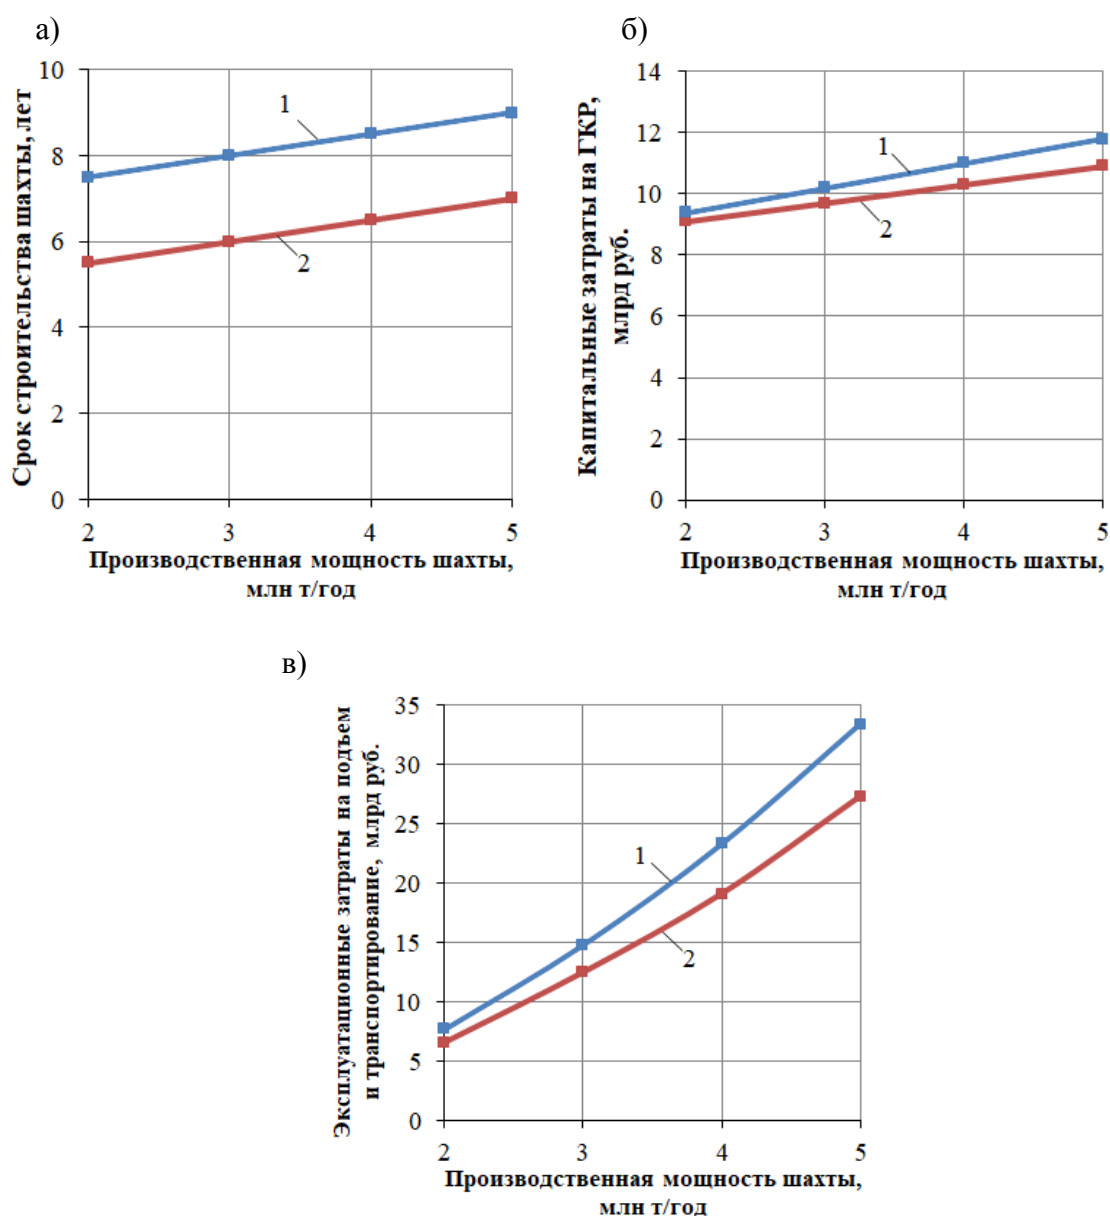 а)
Срок строительства шахты, лет
10
8
6
4
2
0
1
2
2
3
4
5
Производственная мощность шахты,
млн т/год
б)
Капитальные затраты на ГКР,
млрд руб.
14
12
10
8
6
4
2
0
1
2
2
3
4
5
Производственная мощность шахты,
млн т/год
в)
Эксплуатационные затраты на подъем
и транспортирование, млрд руб.
35
30
25
20
15
10
5
0
1
2
2
3
4
5
Производственная мощность шахты,
млн т/год